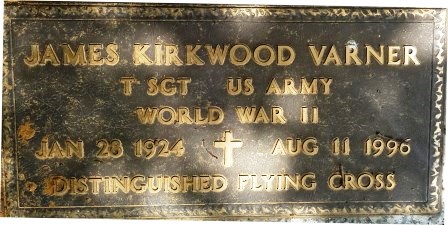 JAMES KIRKWOOD VARNER
T SGT US ARMY
WORLD WAR II
JAN 28 1924 AUG 11 1996
DISTINGUISHED FLYING CROSS